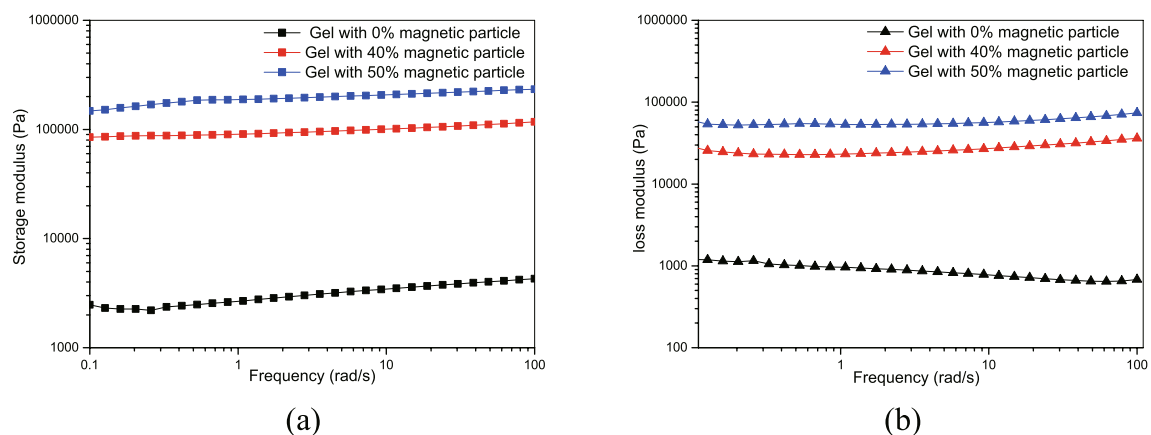 1000000
100000
10000
1000
Storage modulus (Pa)
Gel with 0% magnetic particle
Gel with 40% magnetic particle
Gel with 50% magnetic particle
0.1 1 10 100
Frequency (rad/s)
(a)
1000000
100000
10000
1000
100
loss modulus (Pa)
Gel with 0% magnetic particle
Gel with 40% magnetic particle
Gel with 50% magnetic particle
1 10 100
Frequency (rad/s)
(b)